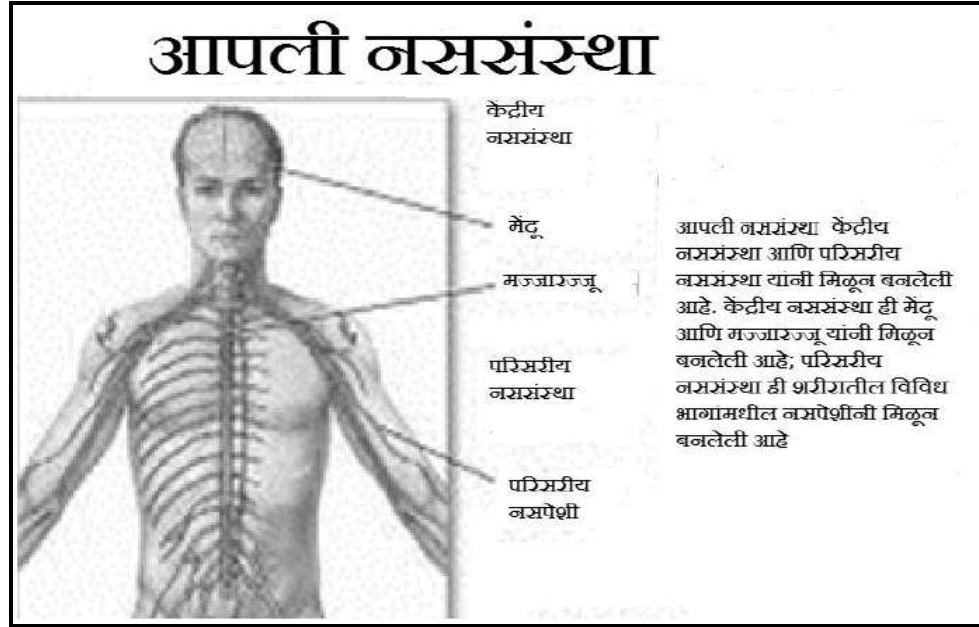 आपली नससंस्था
केंद्रीय
नससंस्था
मेंदू
मज्जारज्जू
परिसरीय
नससंस्था
परिसरीय
नसपेशी
आपली नससंस्था केंद्रीय
नससंस्था आणि परिसरीय
नससंस्था यांनी मिळून बनलेली
आहे. केंद्रीय नससंस्था ही मेंदू
आणि मज्जारज्जू यांनी मिळून
बनलेली आहे; परिसरीय
नससंस्था ही शरीरातील विविध
भागांमधील नसपेशींनी मिळून
बनलेली आहे